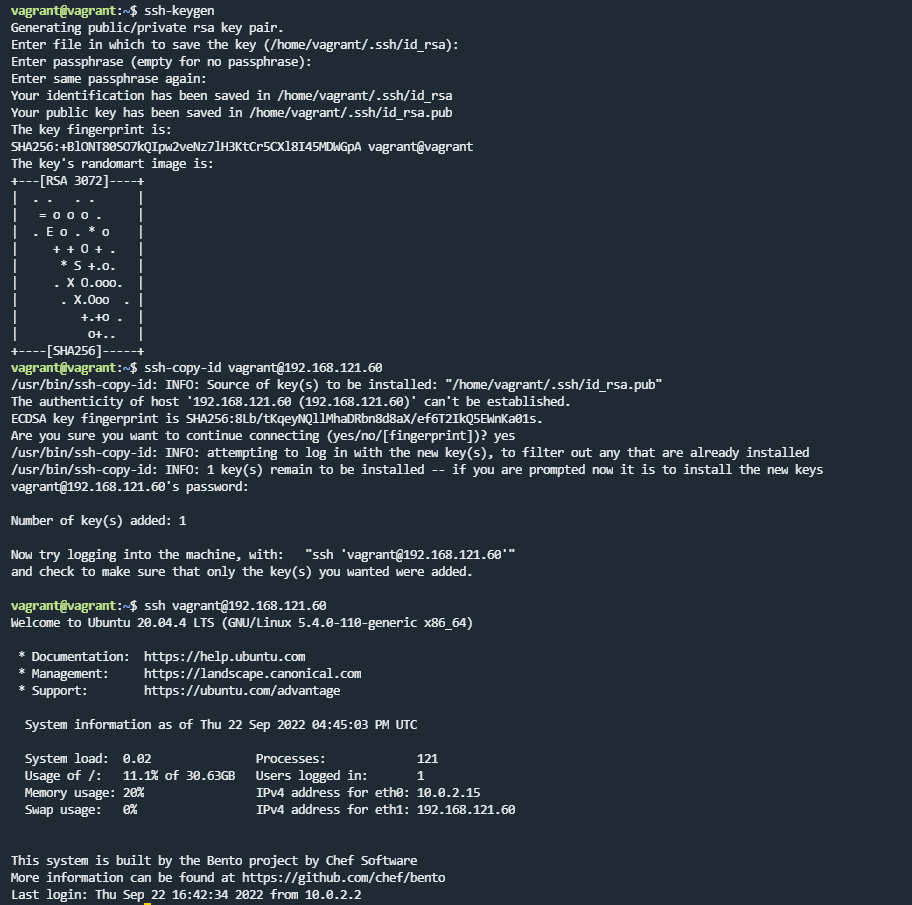 vagrant@vagrant:~$ ssh-keygen
Generating public/private rsa key pair.
Enter file in which to save the key (/home/vagrant/.ssh/id_rsa):
Enter passphrase (empty for no passphrase):
Enter same passphrase again:
Your identification has been saved in /home/vagrant/.ssh/id_rsa
Your public key has been saved in /home/vagrant/.ssh/id_rsa.pub
The key fingerprint is:
SHA256:+BlONT80SO7kQIpw2veNz7lH3KtCr5CXl8I45MDWGpA vagrant@vagrant
The key's randomart image is:
+---[RSA 3072]----+
|  . .   . .      |
|   = o o o .     |
|  . E o . * o    |
|     + + O + .   |
|      * S +.o.   |
|     . X O.ooo.  |
|      . X.Ooo  . |
|         +.+o .  |
|          o+..   |
+----[SHA256]-----+
vagrant@vagrant:~$ ssh-copy-id vagrant@192.168.121.60
/usr/bin/ssh-copy-id: INFO: Source of key(s) to be installed: "/home/vagrant/.ssh/id_rsa.pub"
The authenticity of host '192.168.121.60 (192.168.121.60)' can't be established.
ECDSA key fingerprint is SHA256:8Lb/tKqeyNQllMhaDRbn8d8aX/ef6T2IkQ5EWnKa01s.
Are you sure you want to continue connecting (yes/no/[fingerprint])? yes
/usr/bin/ssh-copy-id: INFO: attempting to log in with the new key(s), to filter out any that are already installed
/usr/bin/ssh-copy-id: INFO: 1 key(s) remain to be installed -- if you are prompted now it is to install the new keys
vagrant@192.168.121.60's password:
Number of key(s) added: 1
Now try logging into the machine, with:   "ssh 'vagrant@192.168.121.60'"
and check to make sure that only the key(s) you wanted were added.
vagrant@vagrant:~$ ssh vagrant@192.168.121.60
Welcome to Ubuntu 20.04.4 LTS (GNU/Linux 5.4.0-110-generic x86_64)
 * Documentation:  https://help.ubuntu.com
 * Management:     https://landscape.canonical.com
 * Support:        https://ubuntu.com/advantage
  System information as of Thu 22 Sep 2022 04:45:03 PM UTC
  System load:  0.02               Processes:             121
  Usage of /:   11.1% of 30.63GB   Users logged in:       1
  Memory usage: 20%                IPv4 address for eth0: 10.0.2.15
  Swap usage:   0%                 IPv4 address for eth1: 192.168.121.60
This system is built by the Bento project by Chef Software
More information can be found at https://github.com/chef/bento
Last login: Thu Sep 22 16:42:34 2022 from 10.0.2.2